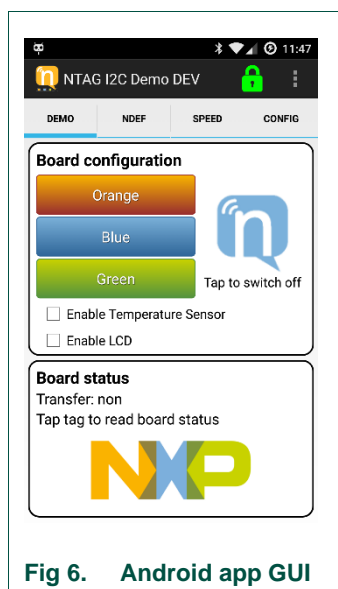 11:47
NTAG I2C Demo DEV
DEMO NDEF SPEED CONFIG
Board configuration
Orange
Blue
Green
Tap to switch off
Enable Temperature Sensor
Enable LCD
Board status
Transfer: non
Tap tag to read board status
NXP
Fig 6. Android app GUI